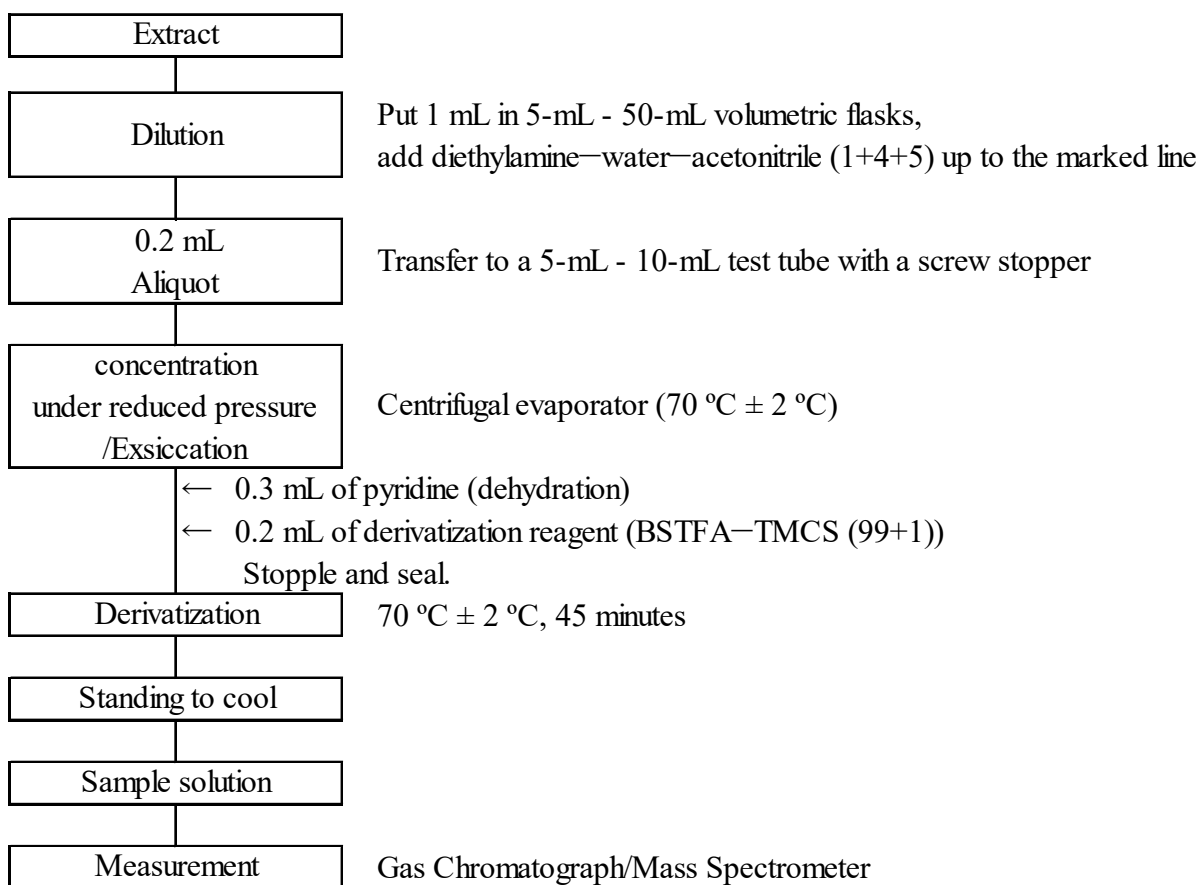 Extract
Dilution
Put 1 mL in 5-mL - 50-mL volumetric flasks,
add diethylamine－water－acetonitrile (1+4+5) up to the marked line
0.2 mL
Aliquot
Transfer to a 5-mL - 10-mL test tube with a screw stopper
concentration
under reduced pressure
/Exsiccation
Centrifugal evaporator (70 ºC ± 2 ºC)
← 0.3 mL of pyridine (dehydration)
← 0.2 mL of derivatization reagent (BSTFA－TMCS (99+1))
Stopple and seal.
Derivatization
70 ºC ± 2 ºC, 45 minutes
Standing to cool
Sample solution
Measurement
Gas Chromatograph/Mass Spectrometer